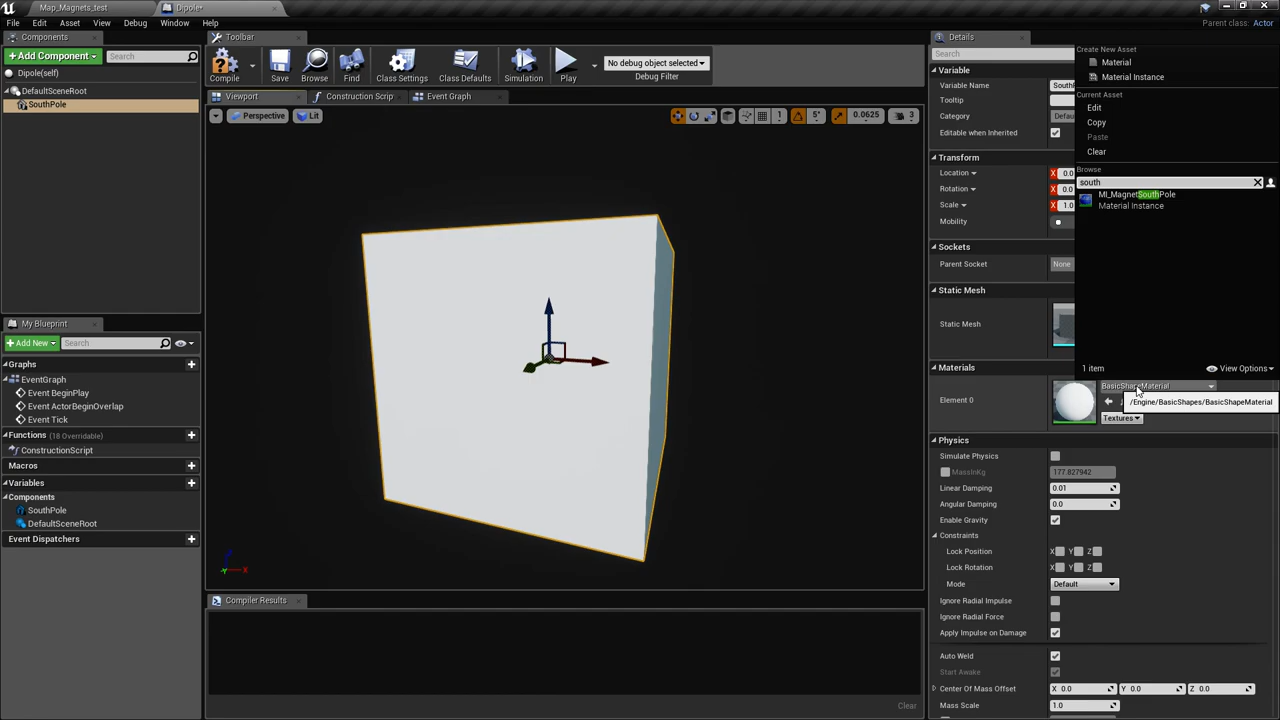 Map_Magnets_test
Dipole*
File Edit Asset View Debug Window Help
Parent class: Actor
Components
Toolbar
Details
Add Component
Search
Dipole(self)
DefaultSceneRoot
SouthPole
Compile
Save
Browse
Find
Class Settings
Class Defaults
Simulation
Play
No debug object selected
Debug Filter
Viewport
Construction Scrip
Event Graph
Perspective
Lit
1
5°
0.0625
3
Search
Variable
Variable Name
Tooltip
Category
Editable when Inherited
Transform
Location X 0.0
Rotation X 0.0
Scale X 1.0
Mobility
Sockets
Parent Socket None
Static Mesh
Static Mesh
Materials
Element 0
Create New Asset
Material
Material Instance
Current Asset
Edit
Copy
Paste
Clear
Browse
south
MI_MagnetSouthPole
Material Instance
1 item
View Options
BasicShapeMaterial
/Engine/BasicShapes/BasicShapeMaterial
Textures
Physics
Simulate Physics
MassInKg 177.827942
Linear Damping 0.01
Angular Damping 0.0
Enable Gravity
Constraints
Lock Position X Y Z
Lock Rotation X Y Z
Mode Default
Ignore Radial Impulse
Ignore Radial Force
Apply Impulse on Damage
Auto Weld
Start Awake
Center Of Mass Offset X 0.0 Y 0.0 Z 0.0
Mass Scale 1.0
My Blueprint
Add New
Search
Graphs
EventGraph
Event BeginPlay
Event ActorBeginOverlap
Event Tick
Functions (18 Overridable)
ConstructionScript
Macros
Variables
Components
SouthPole
DefaultSceneRoot
Event Dispatchers
Compiler Results
Clear